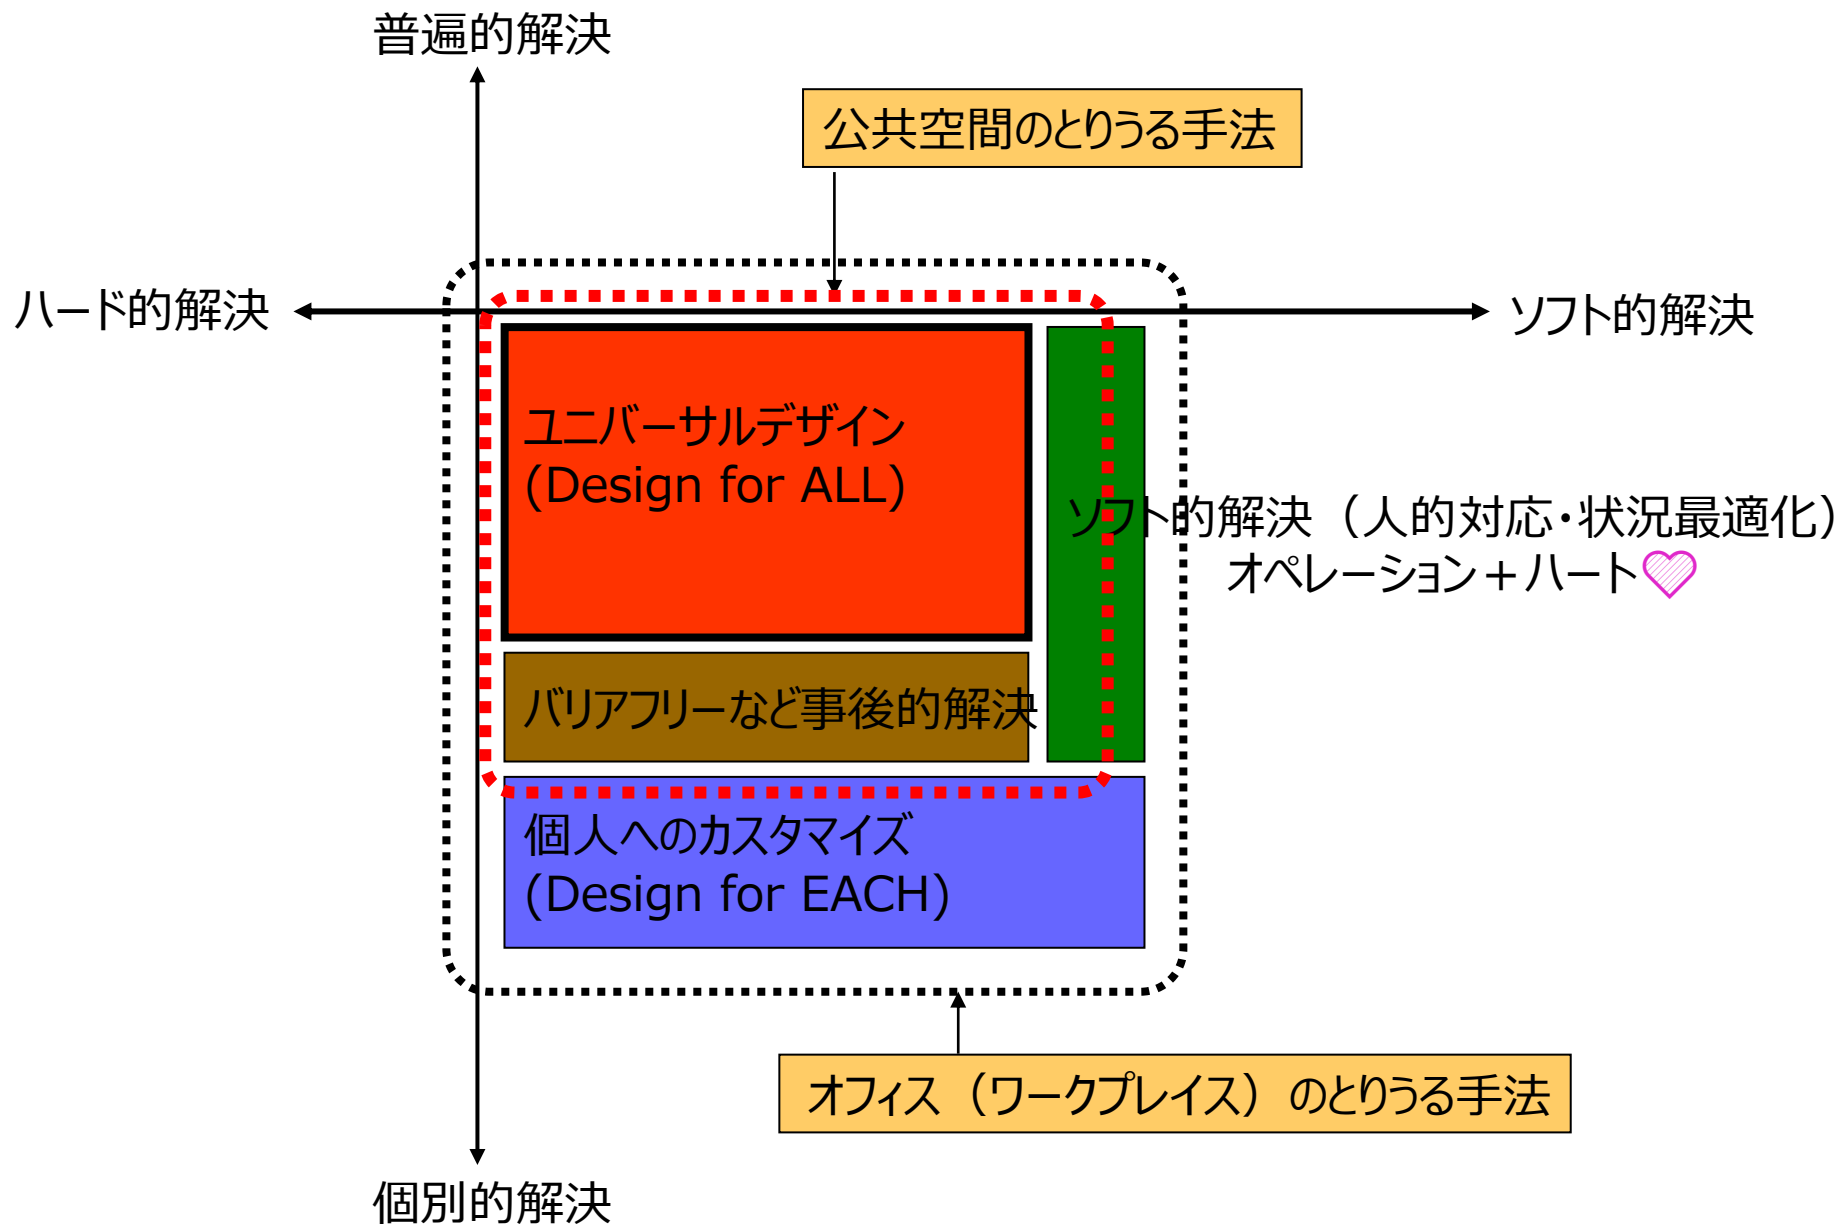 普遍的解決
公共空間のとりうる手法
ハード的解決
ソフト的解決
ユニバーサルデザイン
(Design for ALL)
ソフト的解決（人的対応・状況最適化）
オペレーション＋ハート
バリアフリーなど事後的解決
個人へのカスタマイズ
(Design for EACH)
オフィス（ワークプレイス）のとりうる手法
個別的解決